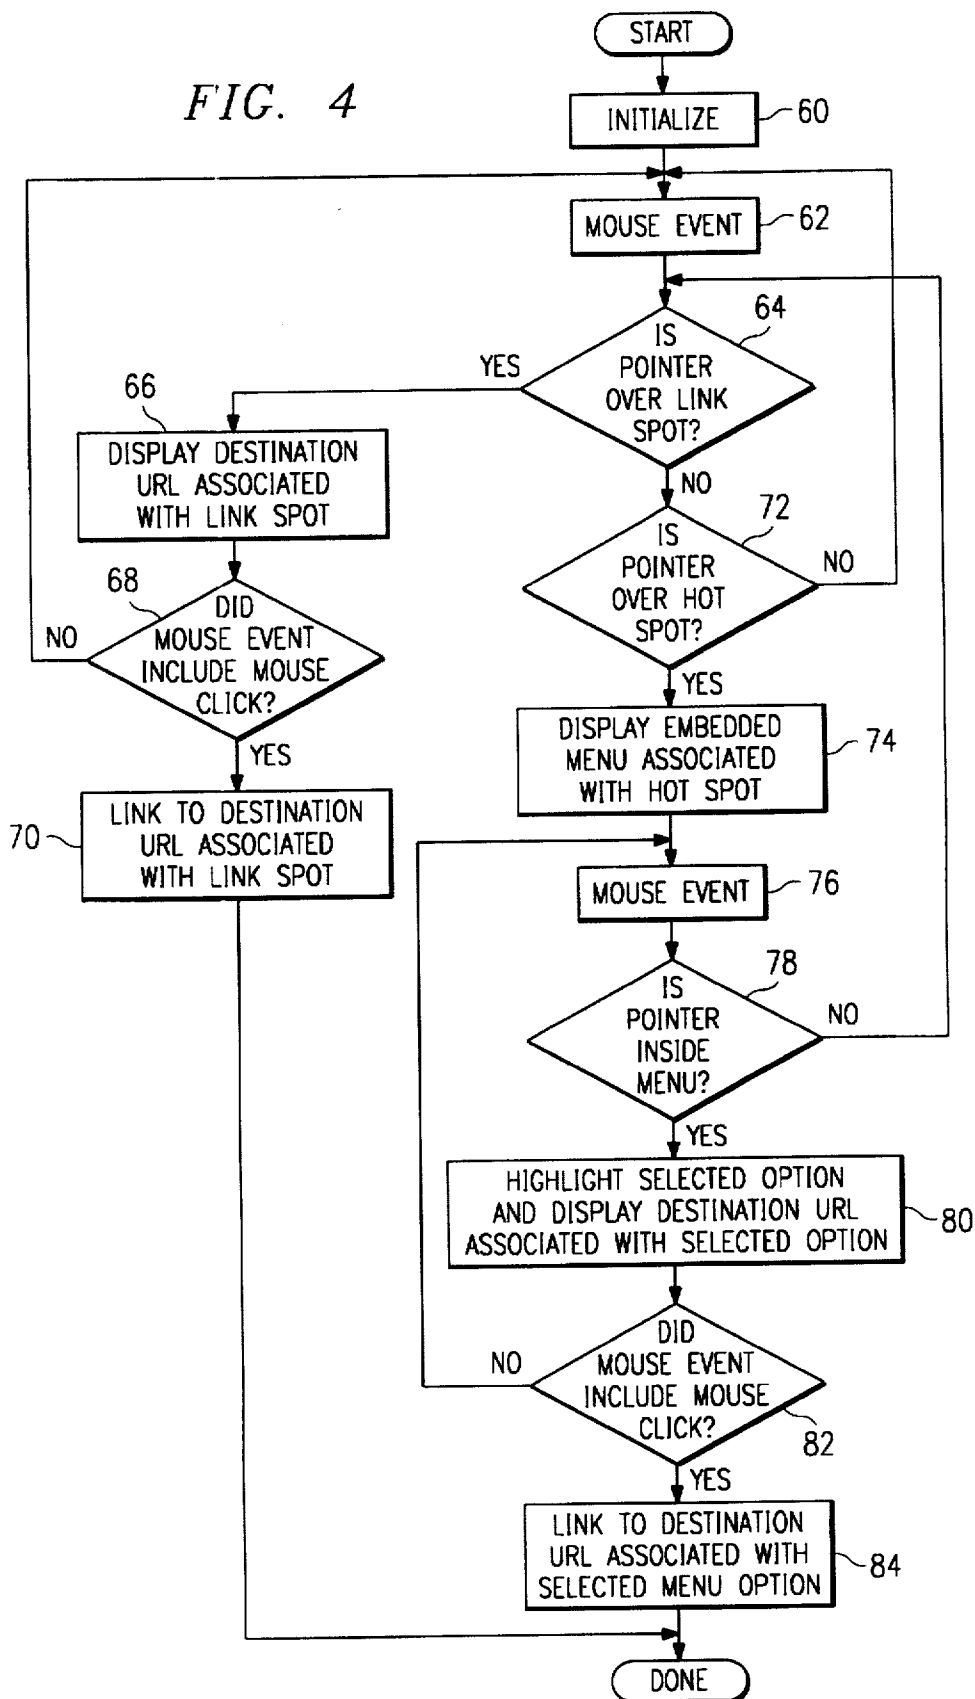 START
FIG. 4
INITIALIZE
60
MOUSE EVENT
62
IS
POINTER
OVER LINK
SPOT?
64
YES
NO
66
DISPLAY DESTINATION
URL ASSOCIATED
WITH LINK SPOT
IS
POINTER
OVER HOT
SPOT?
72
NO
YES
68
DID
MOUSE EVENT
INCLUDE MOUSE
CLICK?
NO
YES
DISPLAY EMBEDDED
MENU ASSOCIATED
WITH HOT SPOT
74
70
LINK TO DESTINATION
URL ASSOCIATED
WITH LINK SPOT
MOUSE EVENT
76
IS
POINTER
INSIDE
MENU?
78
NO
YES
HIGHLIGHT SELECTED OPTION
AND DISPLAY DESTINATION URL
ASSOCIATED WITH SELECTED OPTION
80
DID
MOUSE EVENT
INCLUDE MOUSE
CLICK?
82
NO
YES
LINK TO DESTINATION
URL ASSOCIATED WITH
SELECTED MENU OPTION
84
DONE